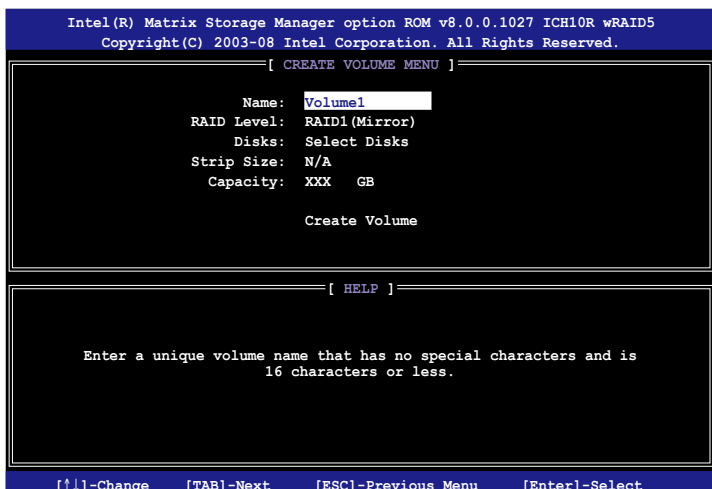 Intel(R) Matrix Storage Manager option ROM v8.0.0.1027 ICH10R wRAID5
Copyright(C) 2003-08 Intel Corporation. All Rights Reserved.
[ CREATE VOLUME MENU ]
Name: Volume1
RAID Level: RAID1(Mirror)
Disks: Select Disks
Strip Size: N/A
Capacity: XXX GB
Create Volume
[ HELP ]
Enter a unique volume name that has no special characters and is
16 characters or less.
[↑↓]-Change [TAB]-Next [ESC]-Previous Menu [Enter]-Select